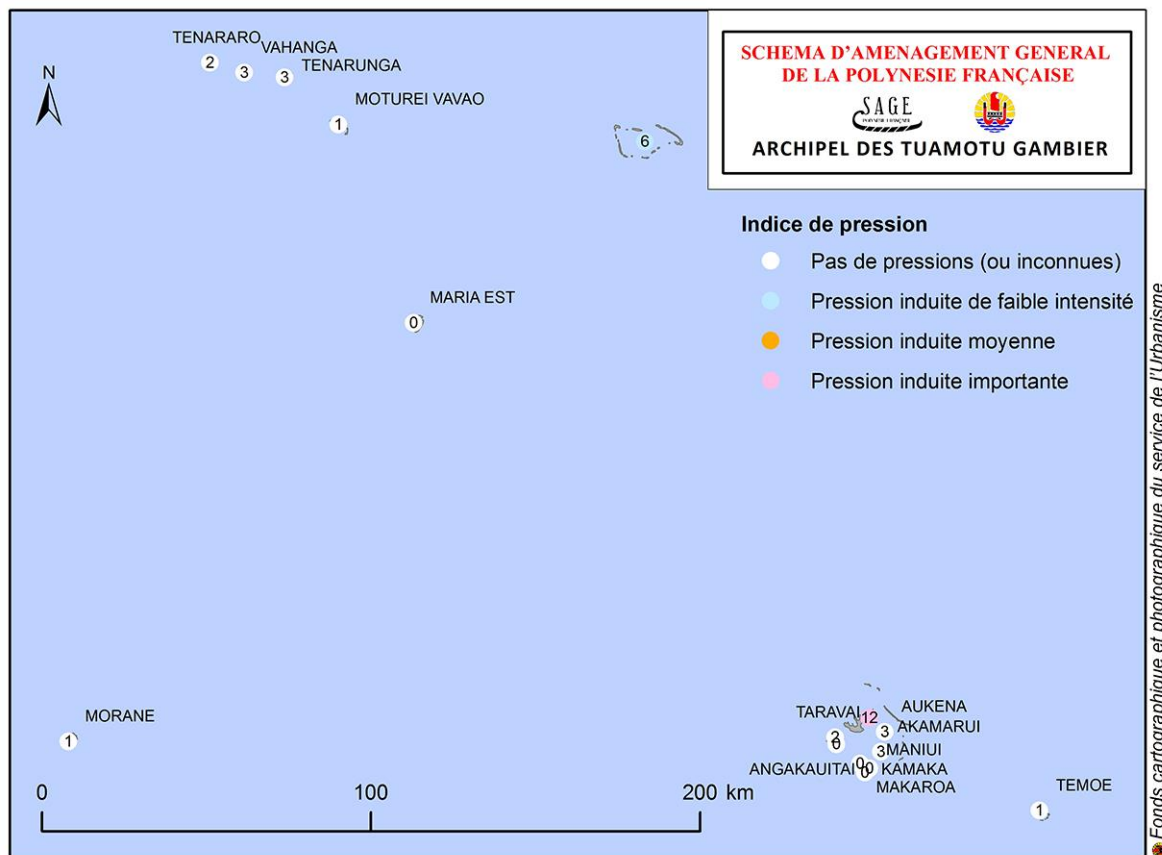 TENARARO
VAHANGA
TENARUNGA
2
3
3
N
MOTUREI VAVAO
1
6
SCHEMA D'AMENAGEMENT GENERAL
DE LA POLYNESIE FRANÇAISE
SAGE
POLYNESIE FRANÇAISE
ARCHIPEL DES TUAMOTU GAMBIER
Indice de pression
Pas de pressions (ou inconnues)
Pression induite de faible intensité
Pression induite moyenne
Pression induite importante
MARIA EST
0
MORANE
1
TARAVAI
12
AUKENA
3
AKAMARUI
2
0
3
MANIUI
ANGAKAUITAI
0
0
0
KAMAKA
MAKAROA
TEMOE
1
0
100
200 km
Fonds cartographique et photographique du service de l'Urbanisme